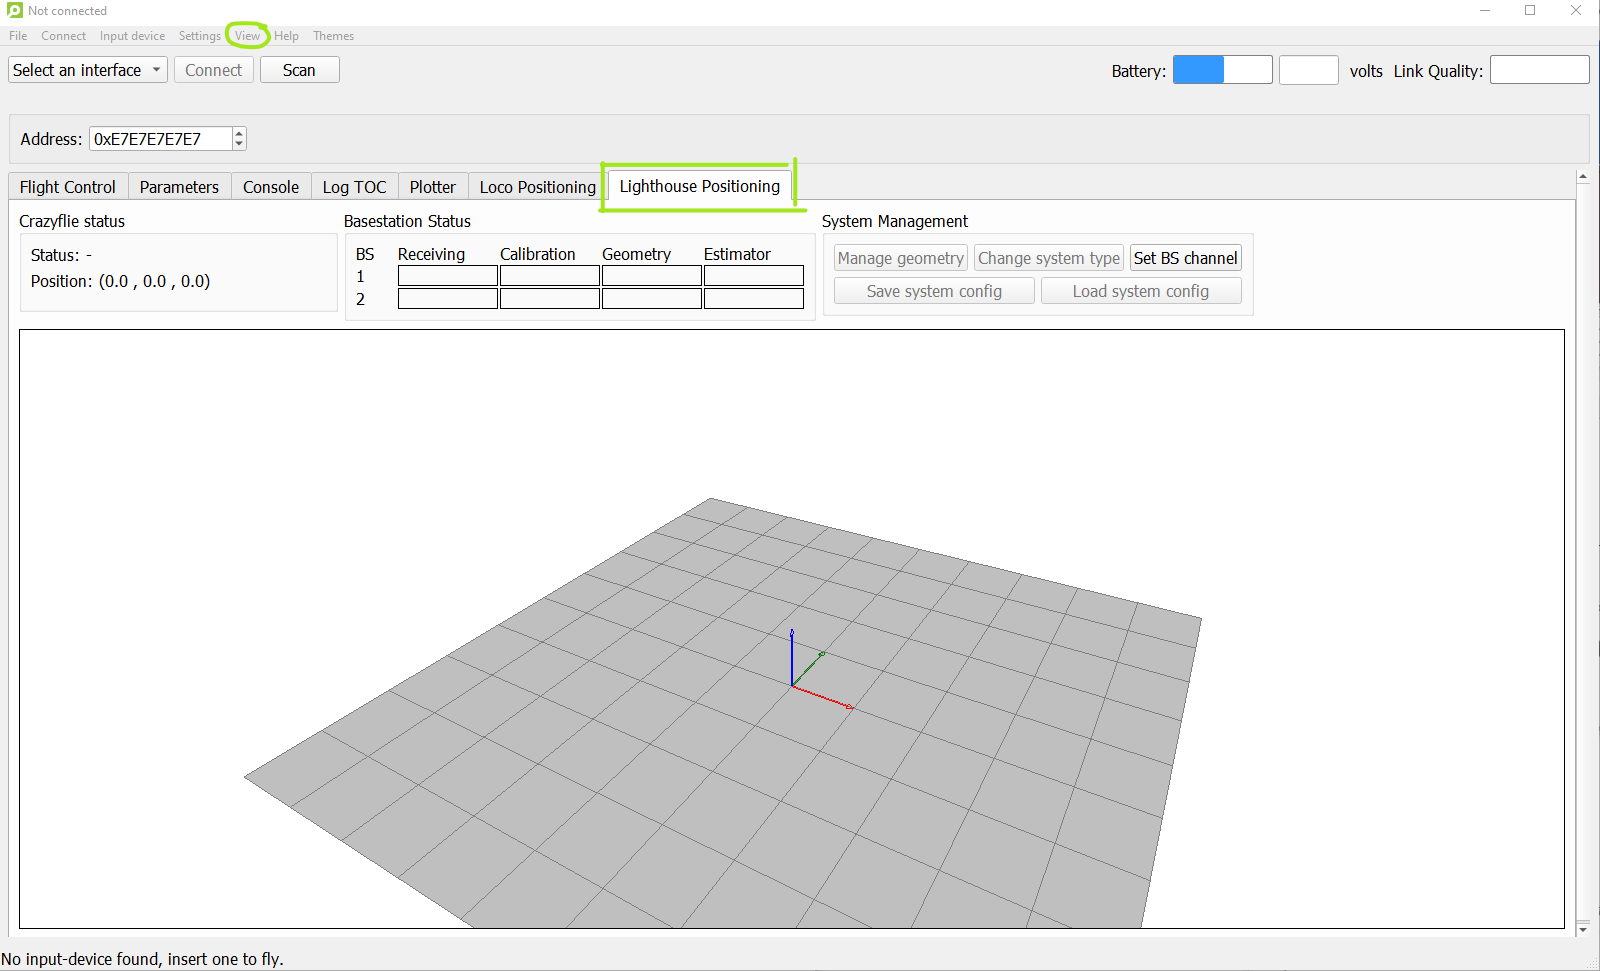 Not connected
File Connect Input device Settings View Help Themes
Select an interface Connect Scan Battery: volts Link Quality:
Address: 0xE7E7E7E7E7
Flight Control Parameters Console Log TOC Plotter Loco Positioning Lighthouse Positioning
Crazyflie status Basestation Status System Management
Status: - BS Receiving Calibration Geometry Estimator Manage geometry Change system type Set BS channel
Position: (0.0 , 0.0 , 0.0) 1
2 Save system config Load system config
No input-device found, insert one to fly.